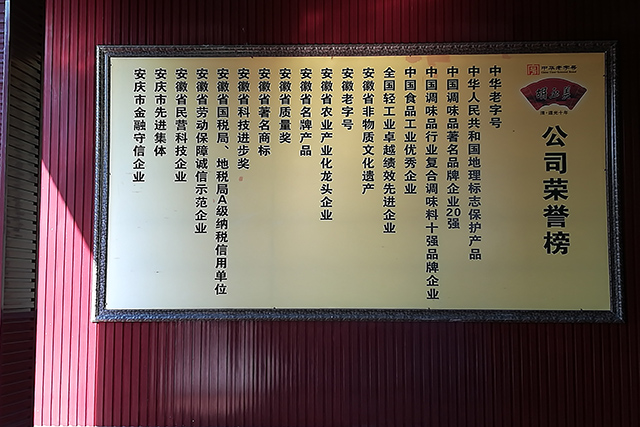 中华老字号
公司荣誉榜
中华老字号
中华人民共和国地理标志保护产品
中国调味品著名品牌企业20强
中国调味品行业复合调味料十强品牌企业
中国食品工业优秀企业
全国轻工业卓越绩效先进企业
安徽省非物质文化遗产
安徽老字号
安徽省农业产业化龙头企业
安徽省名牌产品
安徽省质量奖
安徽省著名商标
安徽省科技进步奖
安徽省国税局、地税局A级纳税信用单位
安徽省劳动保障诚信示范企业
安徽省民营科技企业
安庆市先进集体
安庆市金融守信企业